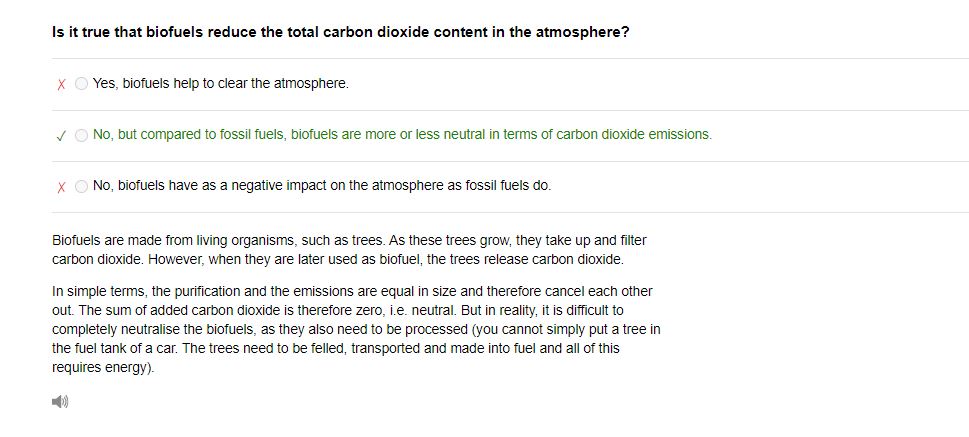 Is it true that biofuels reduce the total carbon dioxide content in the atmosphere?
✗ Yes, biofuels help to clear the atmosphere.
✓ No, but compared to fossil fuels, biofuels are more or less neutral in terms of carbon dioxide emissions.
✗ No, biofuels have as a negative impact on the atmosphere as fossil fuels do.
Biofuels are made from living organisms, such as trees. As these trees grow, they take up and filter
carbon dioxide. However, when they are later used as biofuel, the trees release carbon dioxide.
In simple terms, the purification and the emissions are equal in size and therefore cancel each other
out. The sum of added carbon dioxide is therefore zero, i.e. neutral. But in reality, it is difficult to
completely neutralise the biofuels, as they also need to be processed (you cannot simply put a tree in
the fuel tank of a car. The trees need to be felled, transported and made into fuel and all of this
requires energy).